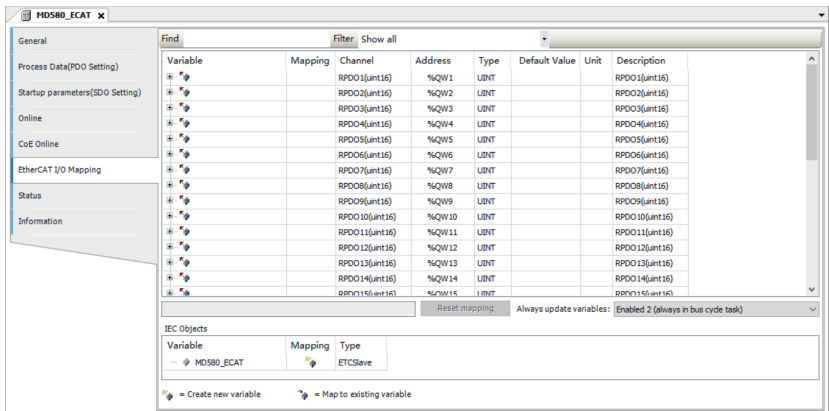 MD580_ECAT
General
Process Data(PDO Setting)
Startup parameters(SDO Setting)
Online
CoE Online
EtherCAT I/O Mapping
Status
Information
Find Filter Show all
Variable Mapping Channel Address Type Default Value Unit Description
RPDO1(uint16) %QW1 UINT RPDO1(uint16)
RPDO2(uint16) %QW2 UINT RPDO2(uint16)
RPDO3(uint16) %QW3 UINT RPDO3(uint16)
RPDO4(uint16) %QW4 UINT RPDO4(uint16)
RPDO5(uint16) %QW5 UINT RPDO5(uint16)
RPDO6(uint16) %QW6 UINT RPDO6(uint16)
RPDO7(uint16) %QW7 UINT RPDO7(uint16)
RPDO8(uint16) %QW8 UINT RPDO8(uint16)
RPDO9(uint16) %QW9 UINT RPDO9(uint16)
RPDO10(uint16) %QW10 UINT RPDO10(uint16)
RPDO11(uint16) %QW11 UINT RPDO11(uint16)
RPDO12(uint16) %QW12 UINT RPDO12(uint16)
RPDO13(uint16) %QW13 UINT RPDO13(uint16)
RPDO14(uint16) %QW14 UINT RPDO14(uint16)
RPDO15(uint16) %QW15 UINT RPDO15(uint16)
Reset mapping Always update variables: Enabled 2 (always in bus cycle task)
IEC Objects
Variable Mapping Type
MD580_ECAT ETCSlave
= Create new variable = Map to existing variable